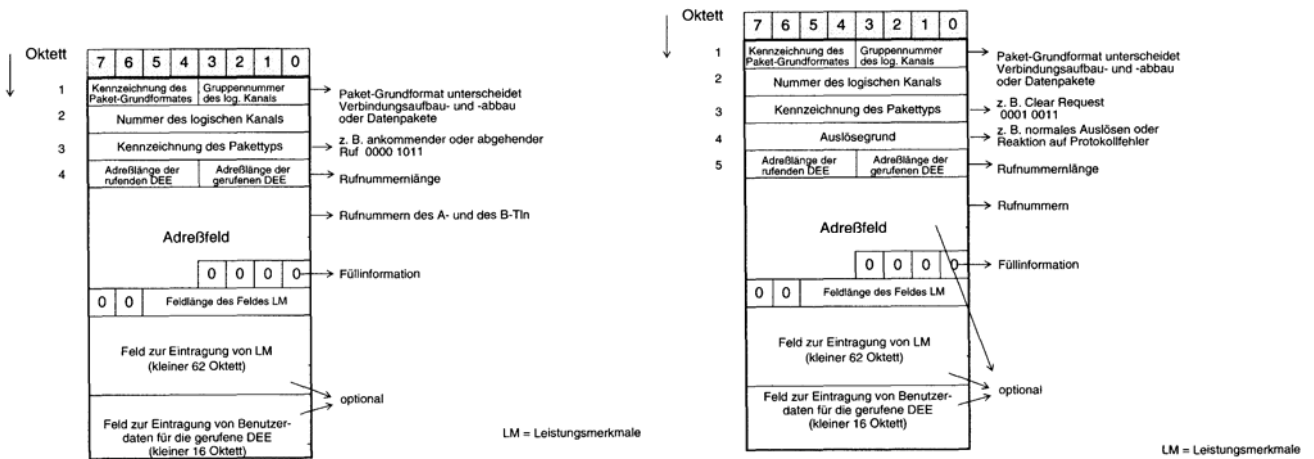 Oktett
7 6 5 4 3 2 1 0
1
Kennzeichnung des
Paket-Grundformates
Gruppennummer
des log. Kanals
Paket-Grundformat unterscheidet
Verbindungsaufbau- und -abbau
oder Datenpakete
2
Nummer des logischen Kanals
3
Kennzeichnung des Pakettyps
z. B. ankommender oder abgehender
Ruf 0000 1011
4
Adreßlänge der
rufenden DEE
Adreßlänge der
gerufenen DEE
Rufnummernlänge
Rufnummern des A- und des B-Tln
Adreßfeld
0 0 0 0
Füllinformation
0 0
Feldlänge des Feldes LM
Feld zur Eintragung von LM
(kleiner 62 Oktett)
optional
Feld zur Eintragung von Benutzer-
daten für die gerufene DEE
(kleiner 16 Oktett)
LM = Leistungsmerkmale
Oktett
7 6 5 4 3 2 1 0
1
Kennzeichnung des
Paket-Grundformates
Gruppennummer
des log. Kanals
Paket-Grundformat unterscheidet
Verbindungsaufbau- und -abbau
oder Datenpakete
2
Nummer des logischen Kanals
3
Kennzeichnung des Pakettyps
z. B. Clear Request
0001 0011
4
Auslösegrund
z. B. normales Auslösen oder
Reaktion auf Protokollfehler
5
Adreßlänge der
rufenden DEE
Adreßlänge der
gerufenen DEE
Rufnummernlänge
Rufnummern
Adreßfeld
0 0 0 0
Füllinformation
0 0
Feldlänge des Feldes LM
Feld zur Eintragung von LM
(kleiner 62 Oktett)
optional
Feld zur Eintragung von Benutzer-
daten für die gerufene DEE
(kleiner 16 Oktett)
LM = Leistungsmerkmale